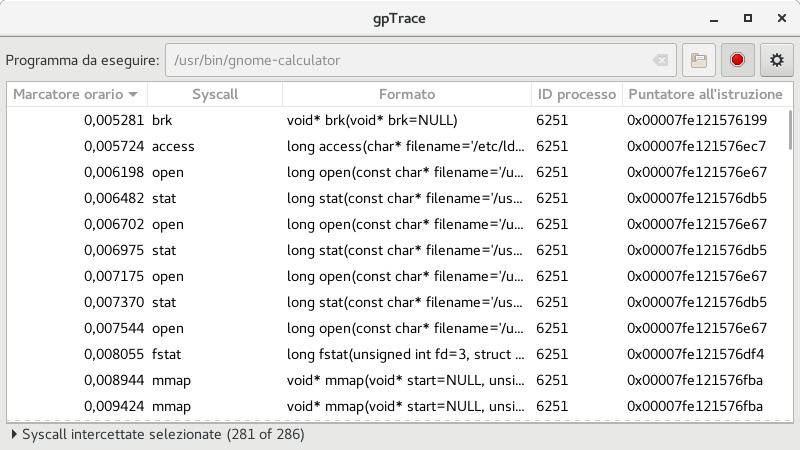 gpTrace
Programma da eseguire: /usr/bin/gnome-calculator
Marcatore orario Syscall Formato ID processo Puntatore all'istruzione
0,005281 brk void* brk(void* brk=NULL) 6251 0x00007fe121576199
0,005724 access long access(char* filename='/etc/ld... 6251 0x00007fe121576ec7
0,006198 open long open(const char* filename='/u... 6251 0x00007fe121576e67
0,006482 stat long stat(const char* filename='/us... 6251 0x00007fe121576db5
0,006702 open long open(const char* filename='/u... 6251 0x00007fe121576e67
0,006975 stat long stat(const char* filename='/us... 6251 0x00007fe121576db5
0,007175 open long open(const char* filename='/u... 6251 0x00007fe121576e67
0,007370 stat long stat(const char* filename='/us... 6251 0x00007fe121576db5
0,007544 open long open(const char* filename='/u... 6251 0x00007fe121576e67
0,008055 fstat long fstat(unsigned int fd=3, struct ... 6251 0x00007fe121576df4
0,008944 mmap void* mmap(void* start=NULL, unsi... 6251 0x00007fe121576fba
0,009424 mmap void* mmap(void* start=NULL, unsi... 6251 0x00007fe121576fba
Syscall intercettate selezionate (281 of 286)